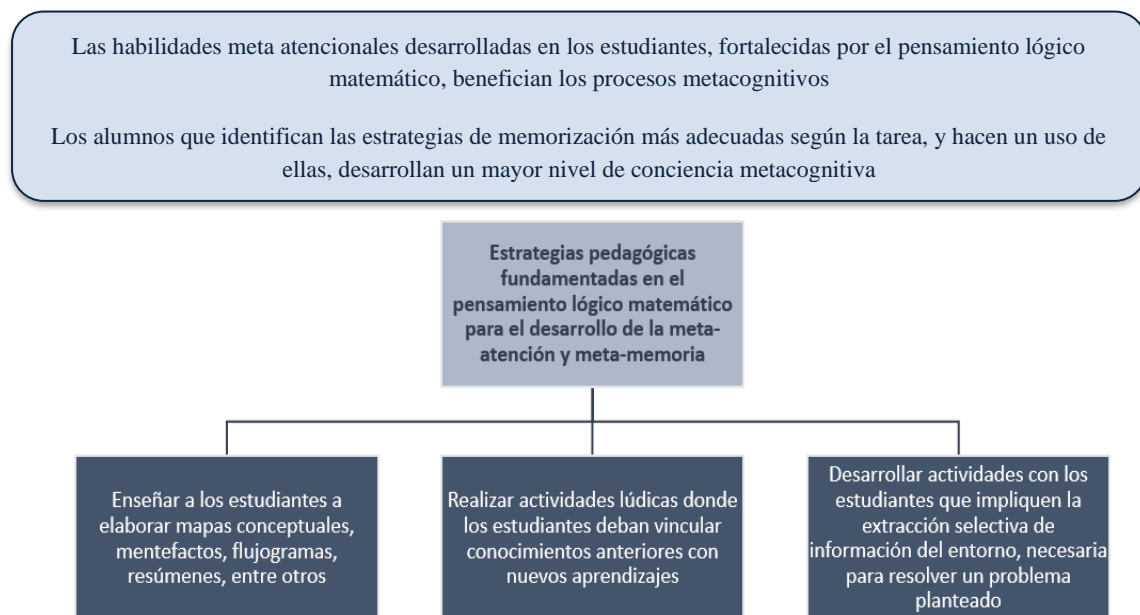 Las habilidades meta atencionales desarrolladas en los estudiantes, fortalecidas por el pensamiento lógico
matemático, benefician los procesos metacognitivos
Los alumnos que identifican las estrategias de memorización más adecuadas según la tarea, y hacen un uso de
ellas, desarrollan un mayor nivel de conciencia metacognitiva
Estrategias pedagógicas
fundamentadas en el
pensamiento lógico matemático
para el desarrollo de la meta-
atención y meta-memoria
Enseñar a los estudiantes a
elaborar mapas conceptuales,
mentefactos, flujogramas,
resúmenes, entre otros
Realizar actividades lúdicas donde
los estudiantes deban vincular
conocimientos anteriores con
nuevos aprendizajes
Desarrollar actividades con los
estudiantes que impliquen la
extracción selectiva de
información del entorno, necesaria
para resolver un problema
planteado